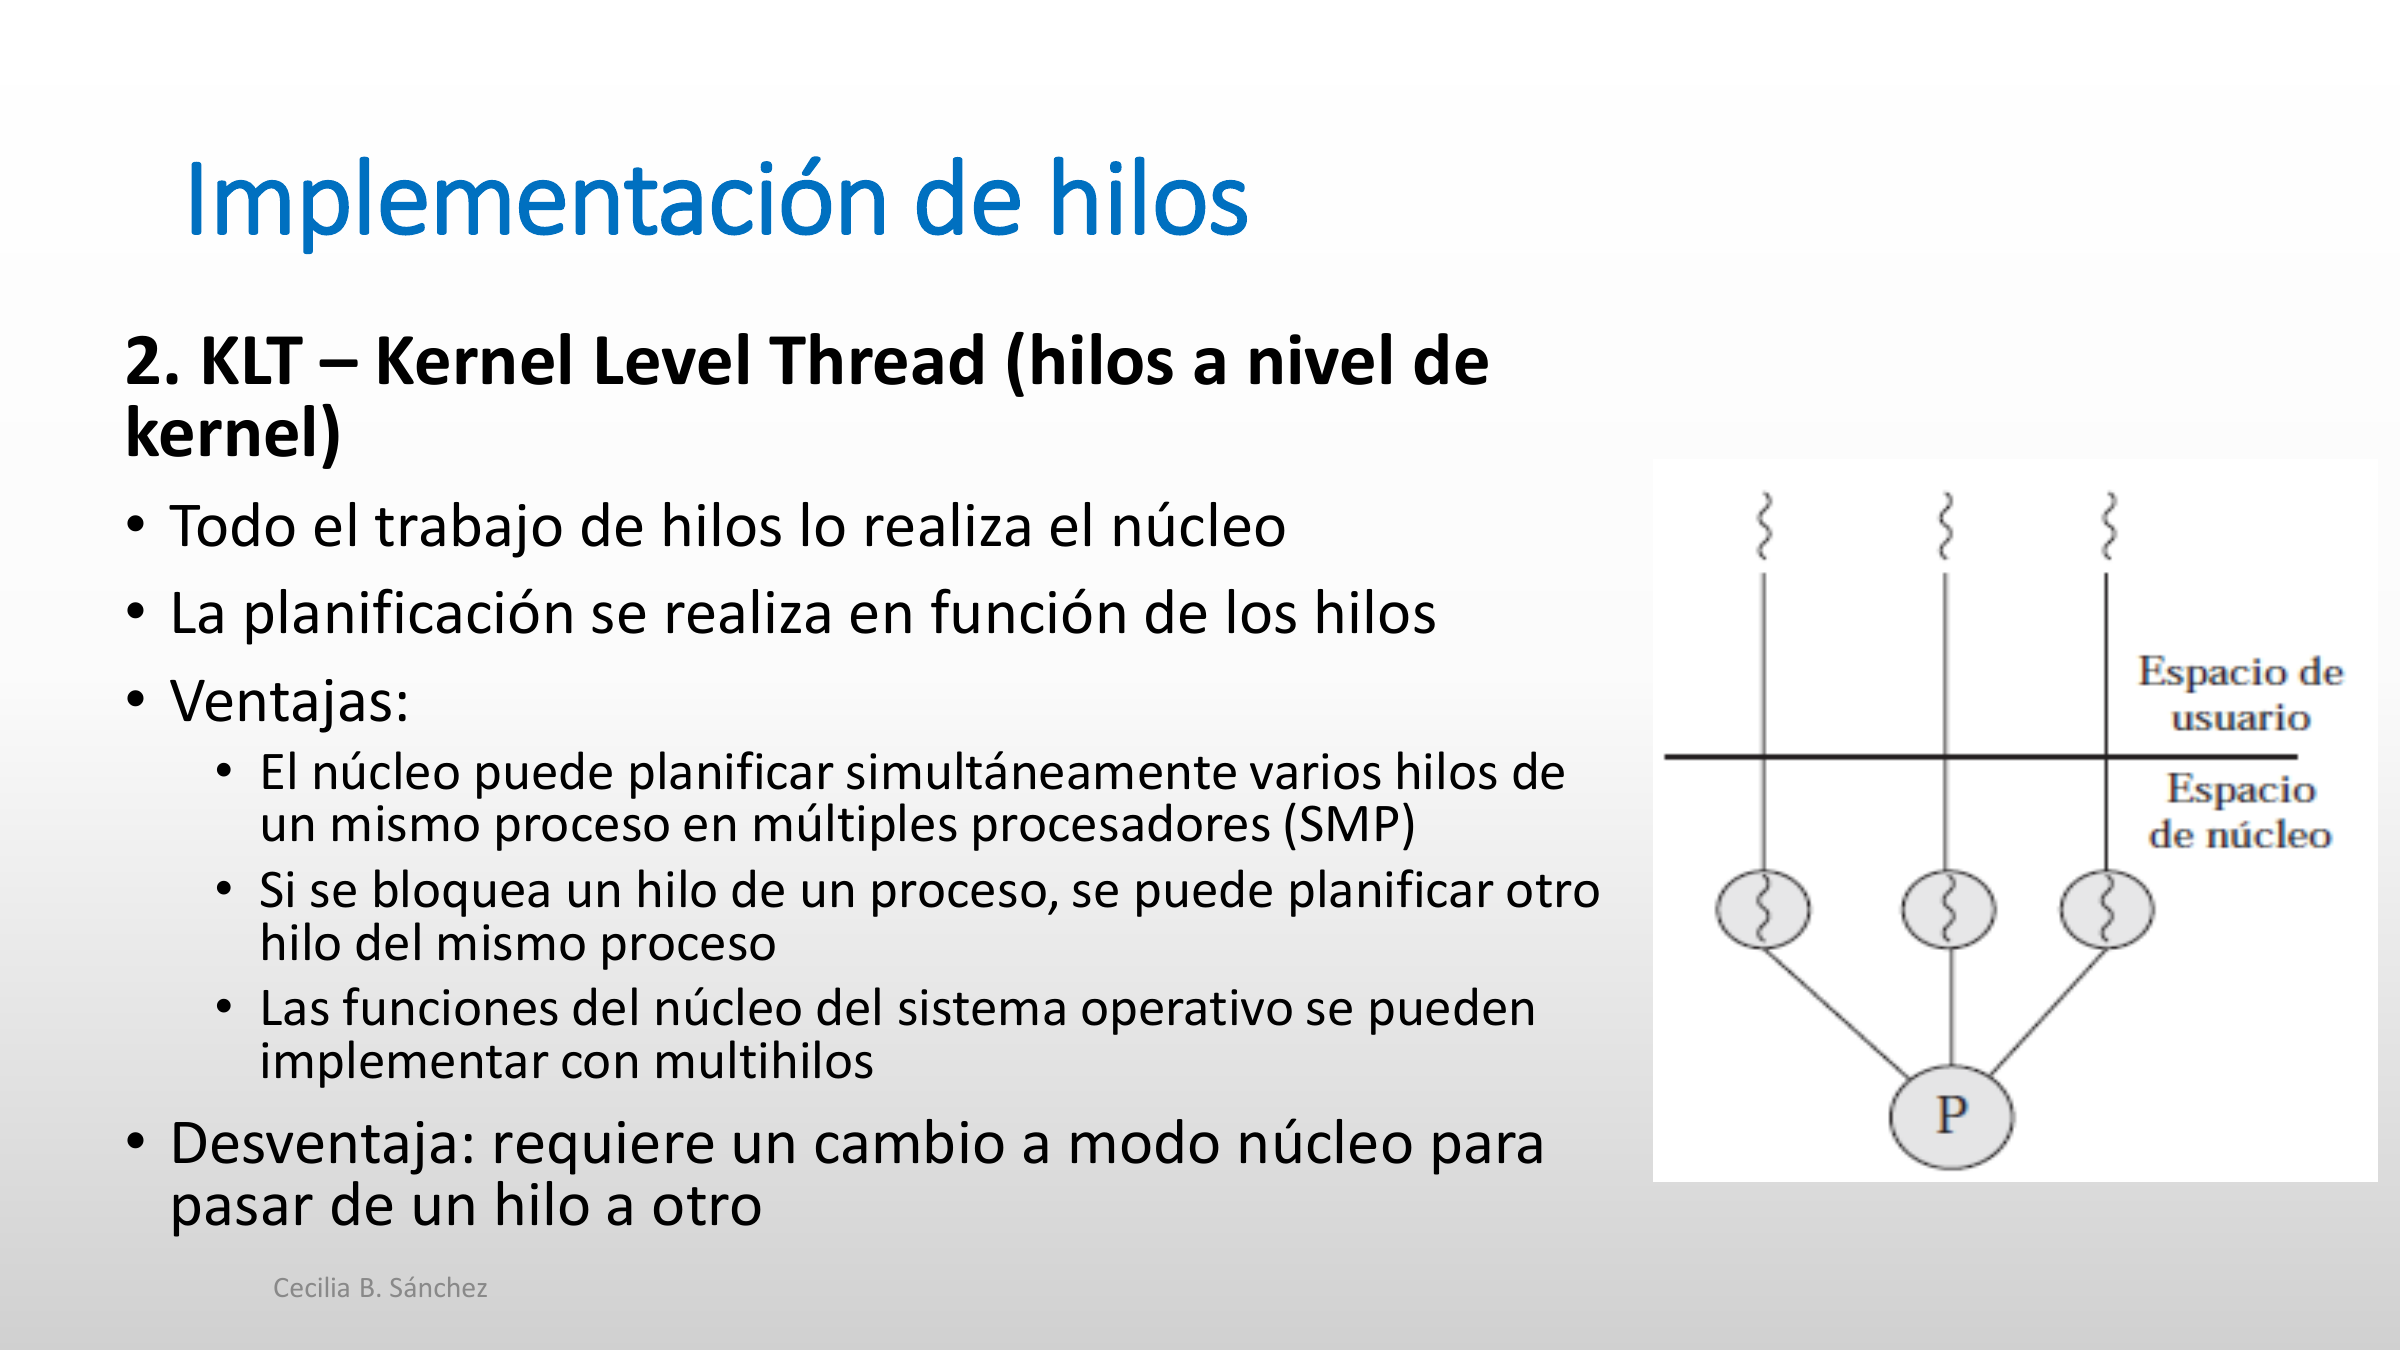 Implementación de hilos
2. KLT – Kernel Level Thread (hilos a nivel de
kernel)
• Todo el trabajo de hilos lo realiza el núcleo
• La planificación se realiza en función de los hilos
• Ventajas:
• El núcleo puede planificar simultáneamente varios hilos de
un mismo proceso en múltiples procesadores (SMP)
• Si se bloquea un hilo de un proceso, se puede planificar otro
hilo del mismo proceso
• Las funciones del núcleo del sistema operativo se pueden
implementar con multihilos
• Desventaja: requiere un cambio a modo núcleo para
pasar de un hilo a otro
Espacio de
usuario
Espacio
de núcleo
P
Cecilia B. Sánchez